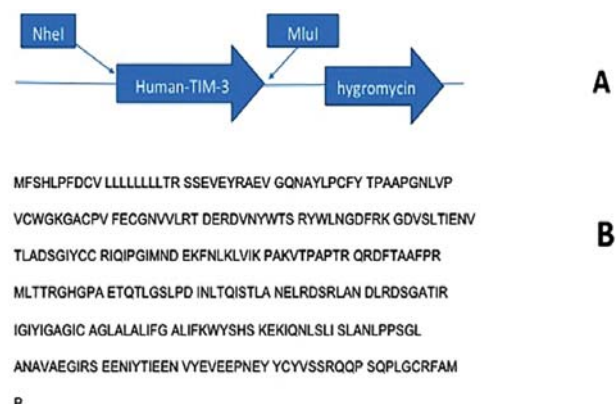 NheI
MluI
Human-TIM-3
hygromycin
A
MFSHLPFDCV LLLLLLLLTR SSEVEYRAEV GQNAYLPCFY TPAAPGNLVP
VCWGKGACPV FECGNVVLRT DERDVNYWTS RYWLNGDFRK GDVSLTIENV
TLADSGIYCC RIQIPGIMND EKFNLKLVIK PAKVTPAPTR QRDFTAAFPR
B
MLTTRGHGPA ETQTLGSLPD INLTQISTLA NELRDSRLAN DLRDSGATIR
IGIYIGAGIC AGLALALIFG ALIFKWYSHS KEKIQNLSLI SLANLPPSGL
ANAVAEGIRS EENIYTIEEN VYEVEEPNEY YCYVSSRQQP SQPLGCRFAM